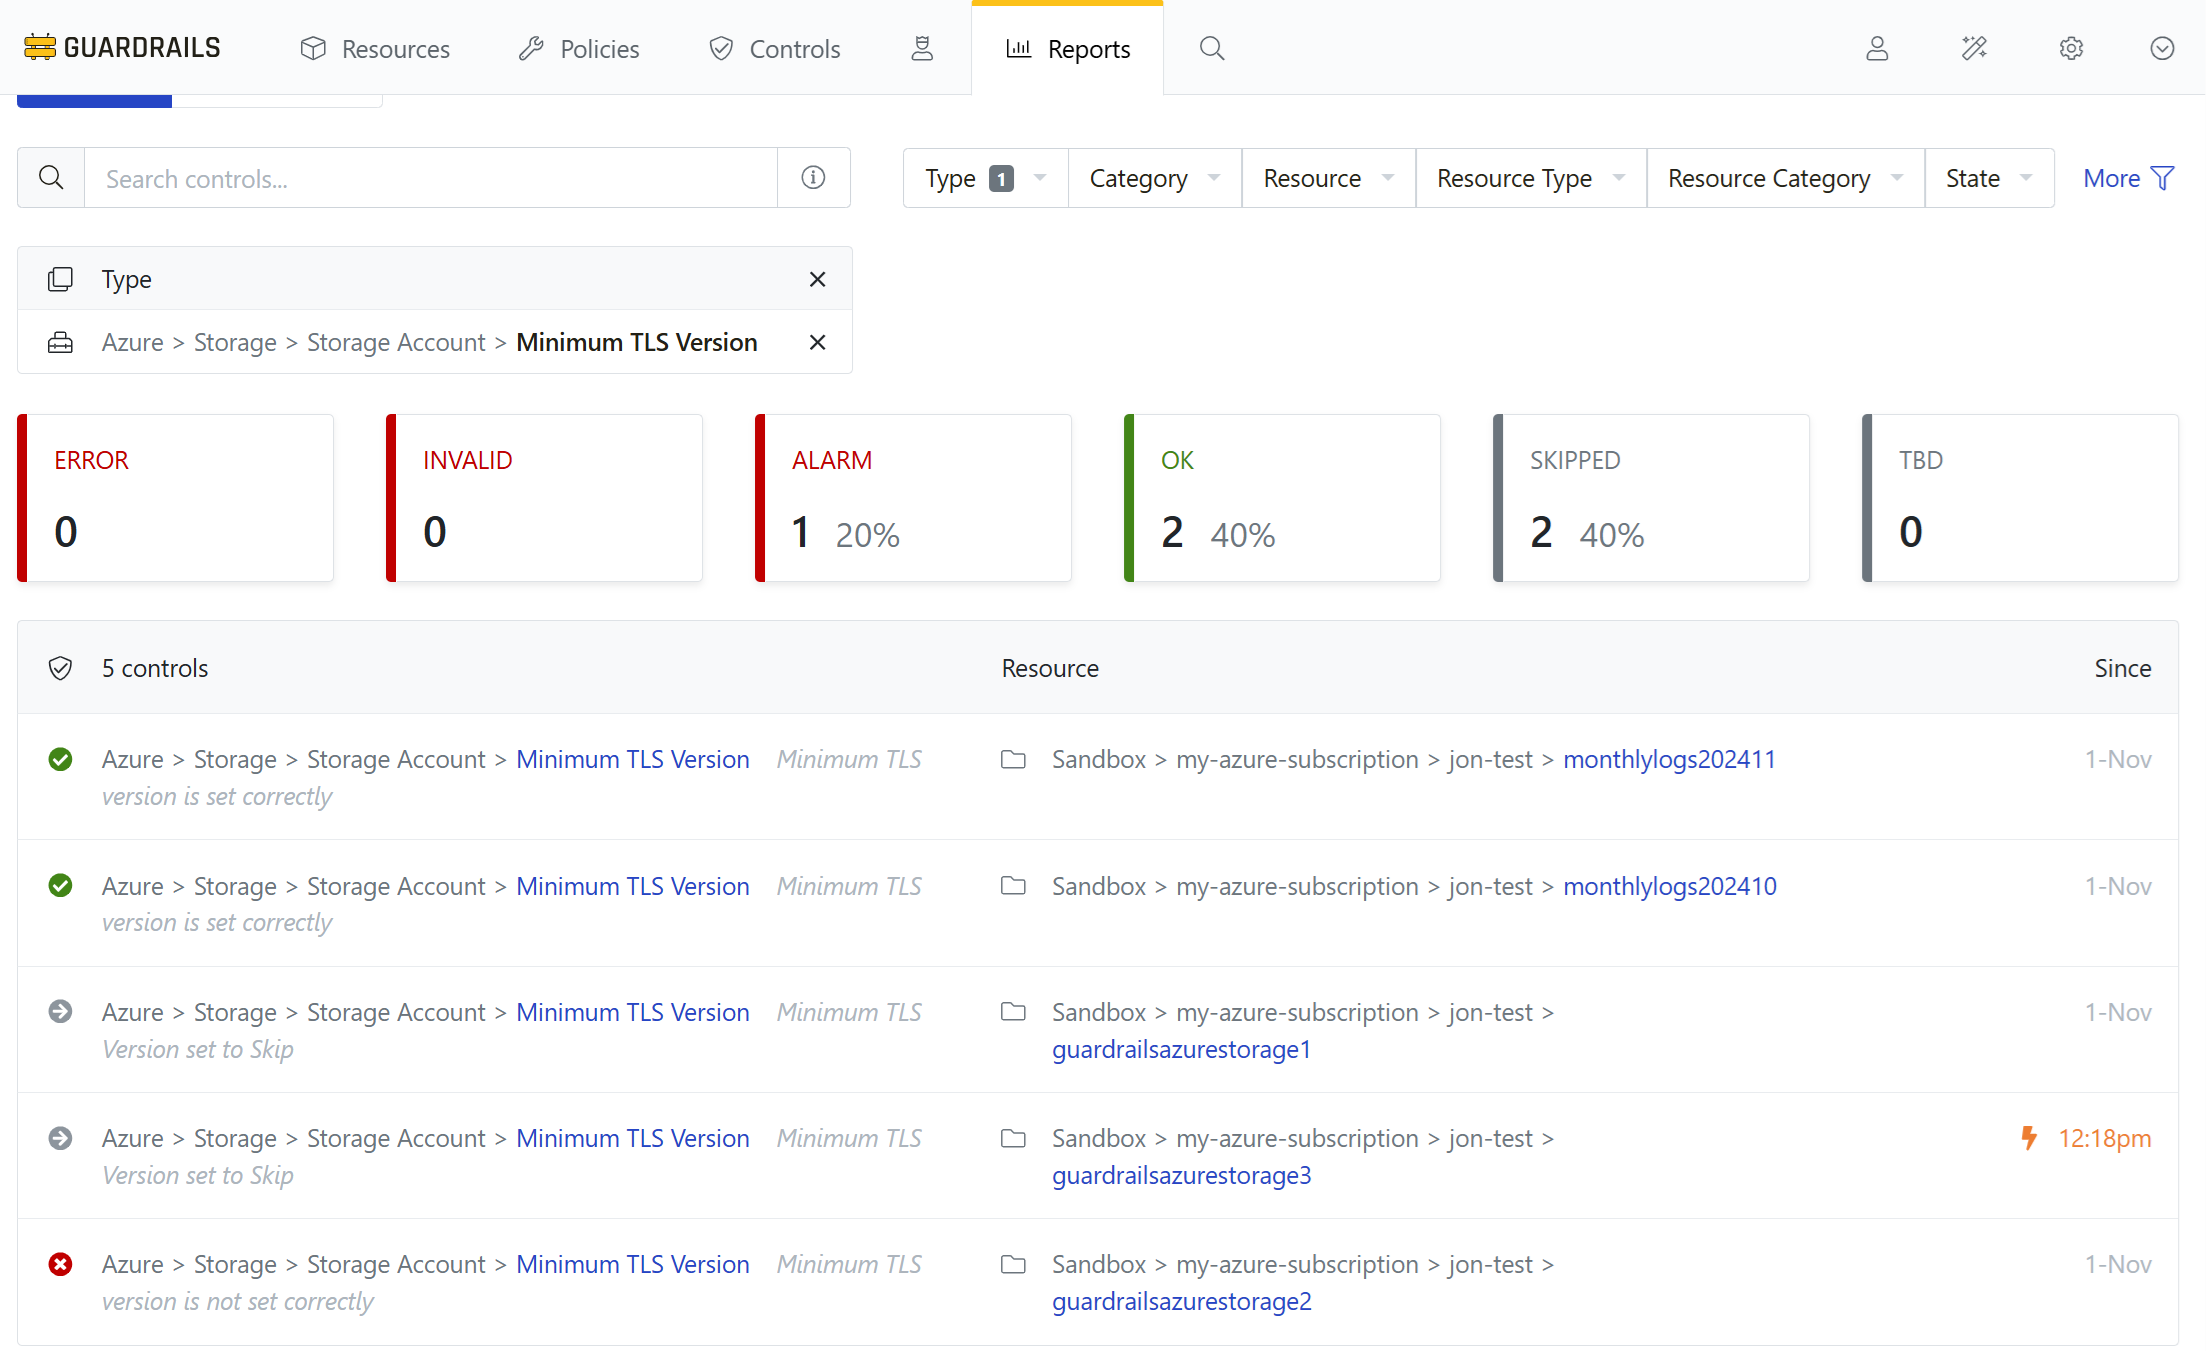 GUARDRAILS Resources Policies Controls Reports
Search controls... Type 1 Category Resource Resource Type Resource Category State More
Type
Azure > Storage > Storage Account > Minimum TLS Version
ERROR INVALID ALARM OK SKIPPED TBD
0 0 1 20% 2 40% 2 40% 0
5 controls Resource Since
Azure > Storage > Storage Account > Minimum TLS Version Minimum TLS Sandbox > my-azure-subscription > jon-test > monthlylogs202411 1-Nov
version is set correctly
Azure > Storage > Storage Account > Minimum TLS Version Minimum TLS Sandbox > my-azure-subscription > jon-test > monthlylogs202410 1-Nov
version is set correctly
Azure > Storage > Storage Account > Minimum TLS Version Minimum TLS Sandbox > my-azure-subscription > jon-test > 1-Nov
Version set to Skip guardrailsazurestorage1
Azure > Storage > Storage Account > Minimum TLS Version Minimum TLS Sandbox > my-azure-subscription > jon-test > 12:18pm
Version set to Skip guardrailsazurestorage3
Azure > Storage > Storage Account > Minimum TLS Version Minimum TLS Sandbox > my-azure-subscription > jon-test > 1-Nov
version is not set correctly guardrailsazurestorage2